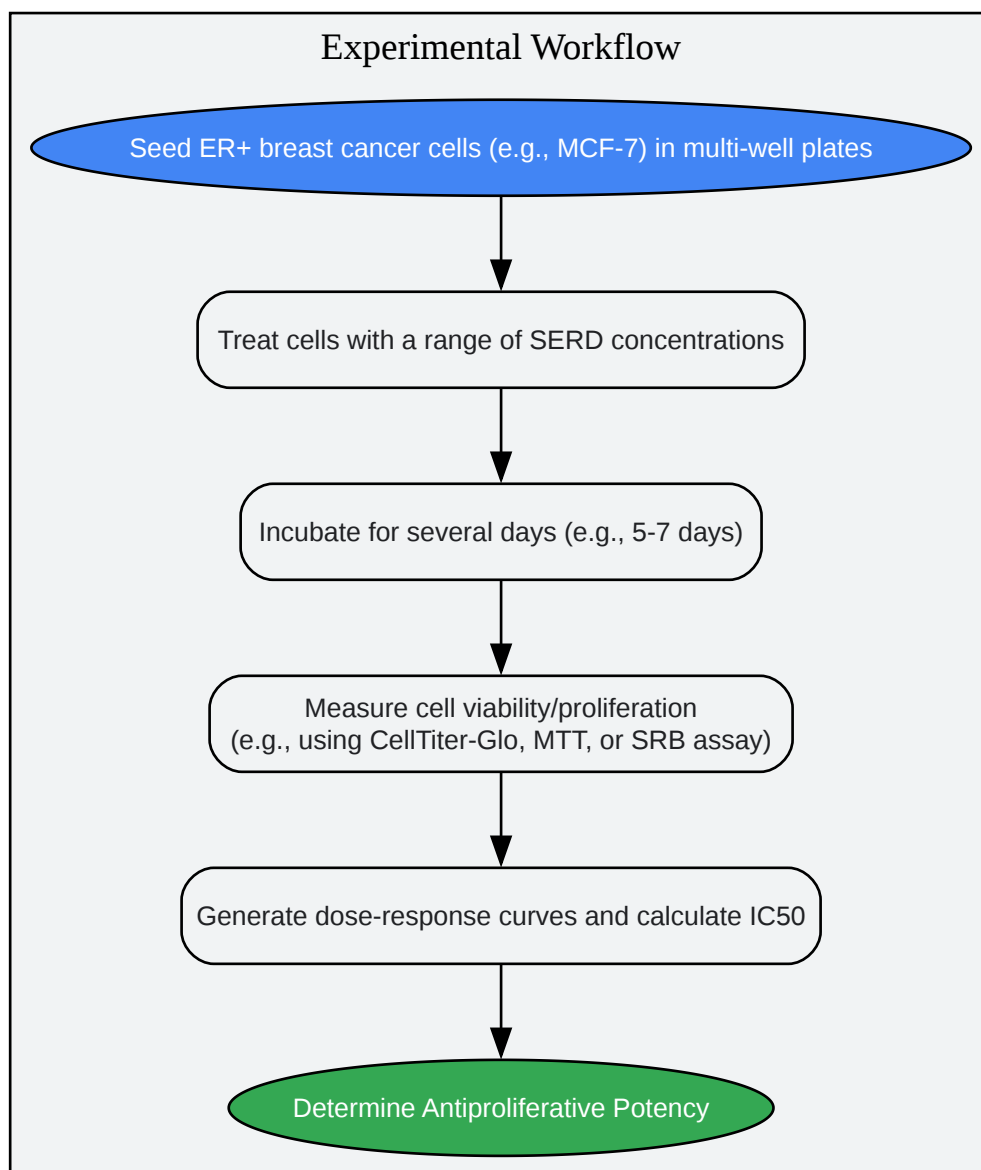 Experimental Workflow
Seed ER+ breast cancer cells (e.g., MCF-7) in multi-well plates
Treat cells with a range of SERD concentrations
Incubate for several days (e.g., 5-7 days)
Measure cell viability/proliferation
(e.g., using CellTiter-Glo, MTT, or SRB assay)
Generate dose-response curves and calculate IC50
Determine Antiproliferative Potency